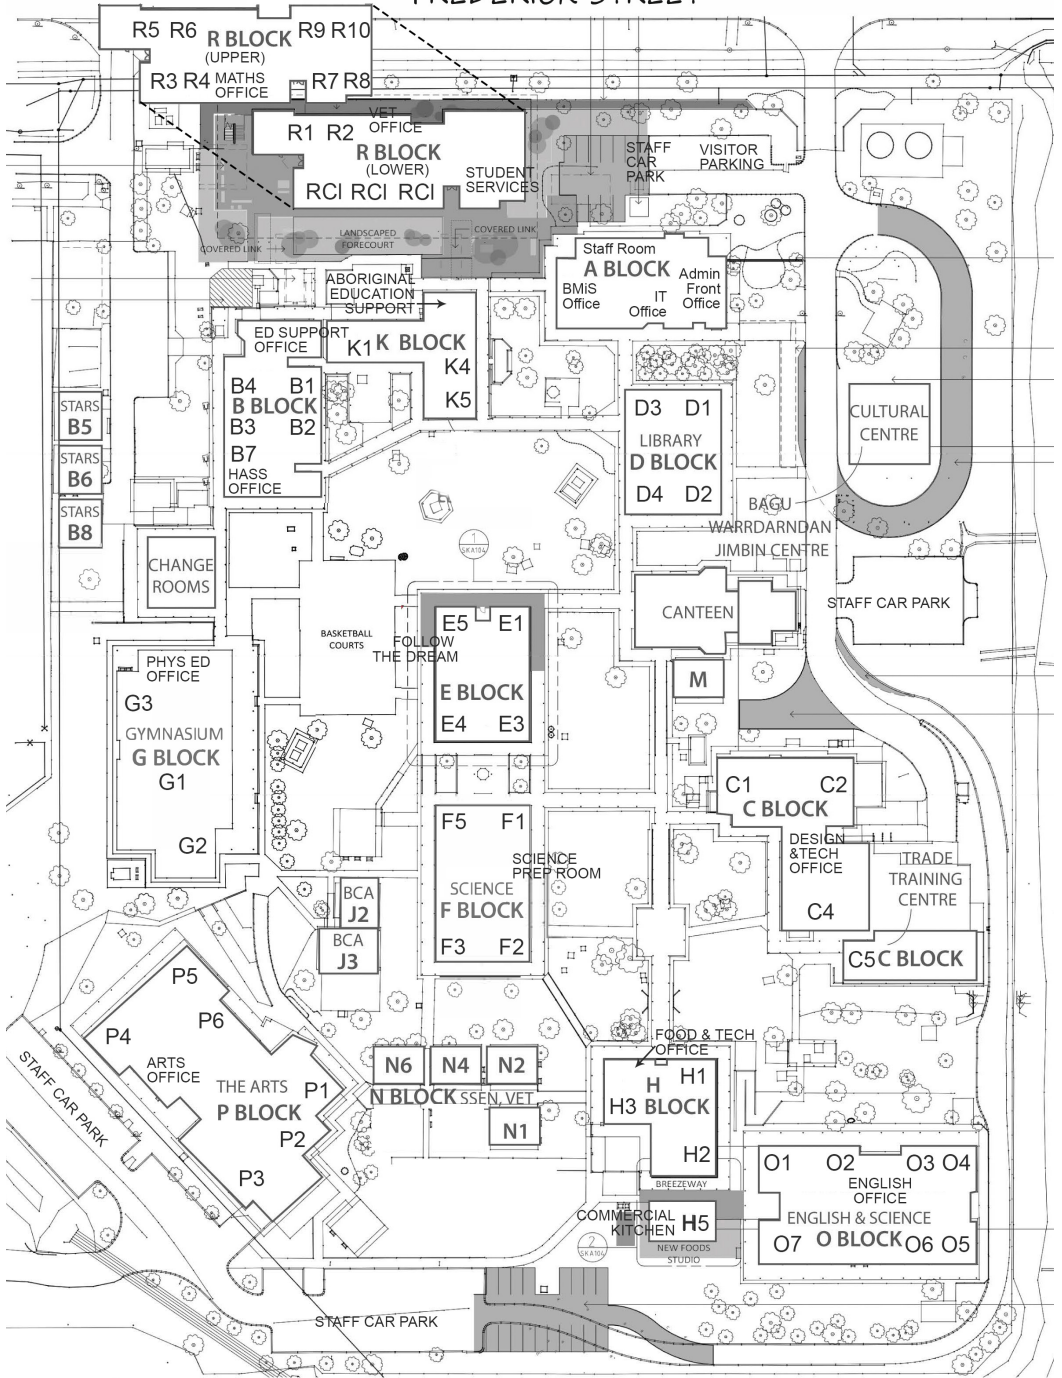 FREDERICK STREET
R5 R6 R9 R10
R BLOCK
(UPPER)
R3 R4 MATHS OFFICE R7 R8
R1 R2 VET OFFICE
R BLOCK
(LOWER)
RCI RCI RCI
STUDENT SERVICES
STAFF CAR PARK
VISITOR PARKING
COVERED LINK
LANDSCAPED FORECOURT
COVERED LINK
Staff Room
A BLOCK
BMiS Office
IT Office
Admin Front Office
ABORIGINAL EDUCATION SUPPORT
ED SUPPORT OFFICE
K1 K BLOCK
K4
K5
B4 B1
B BLOCK
B3 B2
B7
HASS OFFICE
STARS
B5
STARS
B6
STARS
B8
D3 D1
LIBRARY
D BLOCK
D4 D2
CULTURAL CENTRE
BAGU WARRDARNDAN JIMBIN CENTRE
CHANGE ROOMS
1
SKA104
CANTEEN
STAFF CAR PARK
BASKETBALL COURTS
FOLLOW THE DREAM
E5 E1
E BLOCK
E4 E3
M
PHYS ED OFFICE
G3
GYMNASIUM
G BLOCK
G1
G2
C1 C2
C BLOCK
DESIGN &TECH OFFICE
C4
TRADE TRAINING CENTRE
C5 C BLOCK
F5 F1
SCIENCE PREP ROOM
SCIENCE
F BLOCK
F3 F2
BCA
J2
BCA
J3
P5
P6
P4
ARTS OFFICE
THE ARTS
P BLOCK
P1
P2
P3
STAFF CAR PARK
N6 N4 N2
N BLOCK SSEN, VET
N1
FOOD & TECH OFFICE
H BLOCK
H1
H3
H2
BREEZEWAY
COMMERCIAL KITCHEN
H5
NEW FOODS STUDIO
2
SKA104
O1 O2 O3 O4
ENGLISH OFFICE
ENGLISH & SCIENCE
O BLOCK
O7 O6 O5
STAFF CAR PARK